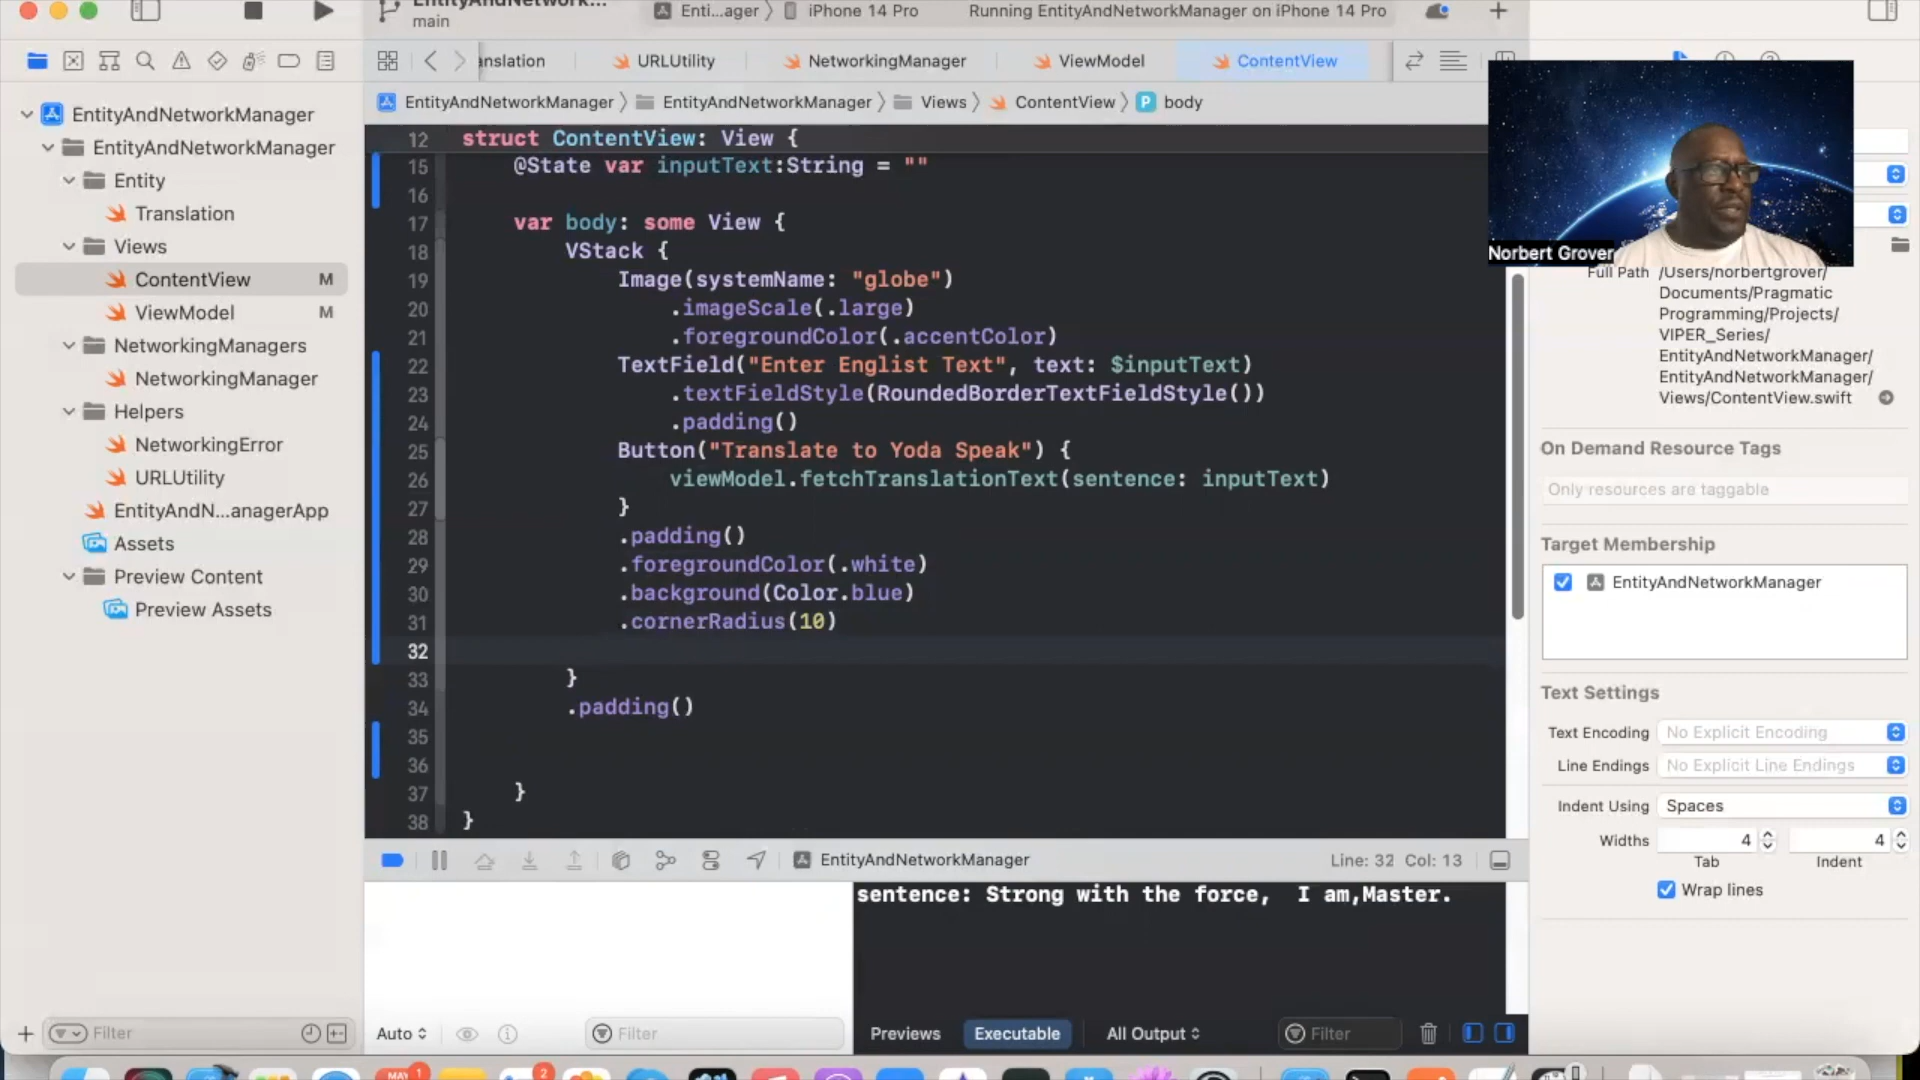 EntityAndNetwork...
main
Enti...ager
iPhone 14 Pro
Running EntityAndNetworkManager on iPhone 14 Pro
anslation
URLUtility
NetworkingManager
ViewModel
ContentView
EntityAndNetworkManager
EntityAndNetworkManager
Views
ContentView
P body
EntityAndNetworkManager
EntityAndNetworkManager
Entity
Translation
Views
ContentView M
ViewModel M
NetworkingManagers
NetworkingManager
Helpers
NetworkingError
URLUtility
EntityAndN...anagerApp
Assets
Preview Content
Preview Assets
Filter
12 struct ContentView: View {
15 @State var inputText:String = ""
16
17 var body: some View {
18 VStack {
19 Image(systemName: "globe")
20 .imageScale(.large)
21 .foregroundColor(.accentColor)
22 TextField("Enter Englist Text", text: $inputText)
23 .textFieldStyle(RoundedBorderTextFieldStyle())
24 .padding()
25 Button("Translate to Yoda Speak") {
26 viewModel.fetchTranslationText(sentence: inputText)
27 }
28 .padding()
29 .foregroundColor(.white)
30 .background(Color.blue)
31 .cornerRadius(10)
32
33 }
34 .padding()
35
36
37 }
38 }
EntityAndNetworkManager
Line: 32 Col: 13
sentence: Strong with the force,  I am,Master.
Auto
Filter
Previews
Executable
All Output
Filter
Norbert Grover
Full Path /Users/norbertgrover/
Documents/Pragmatic
Programming/Projects/
VIPER_Series/
EntityAndNetworkManager/
EntityAndNetworkManager/
Views/ContentView.swift
On Demand Resource Tags
Only resources are taggable
Target Membership
EntityAndNetworkManager
Text Settings
Text Encoding No Explicit Encoding
Line Endings No Explicit Line Endings
Indent Using Spaces
Widths 4 4
Tab Indent
Wrap lines
MAY 1
2